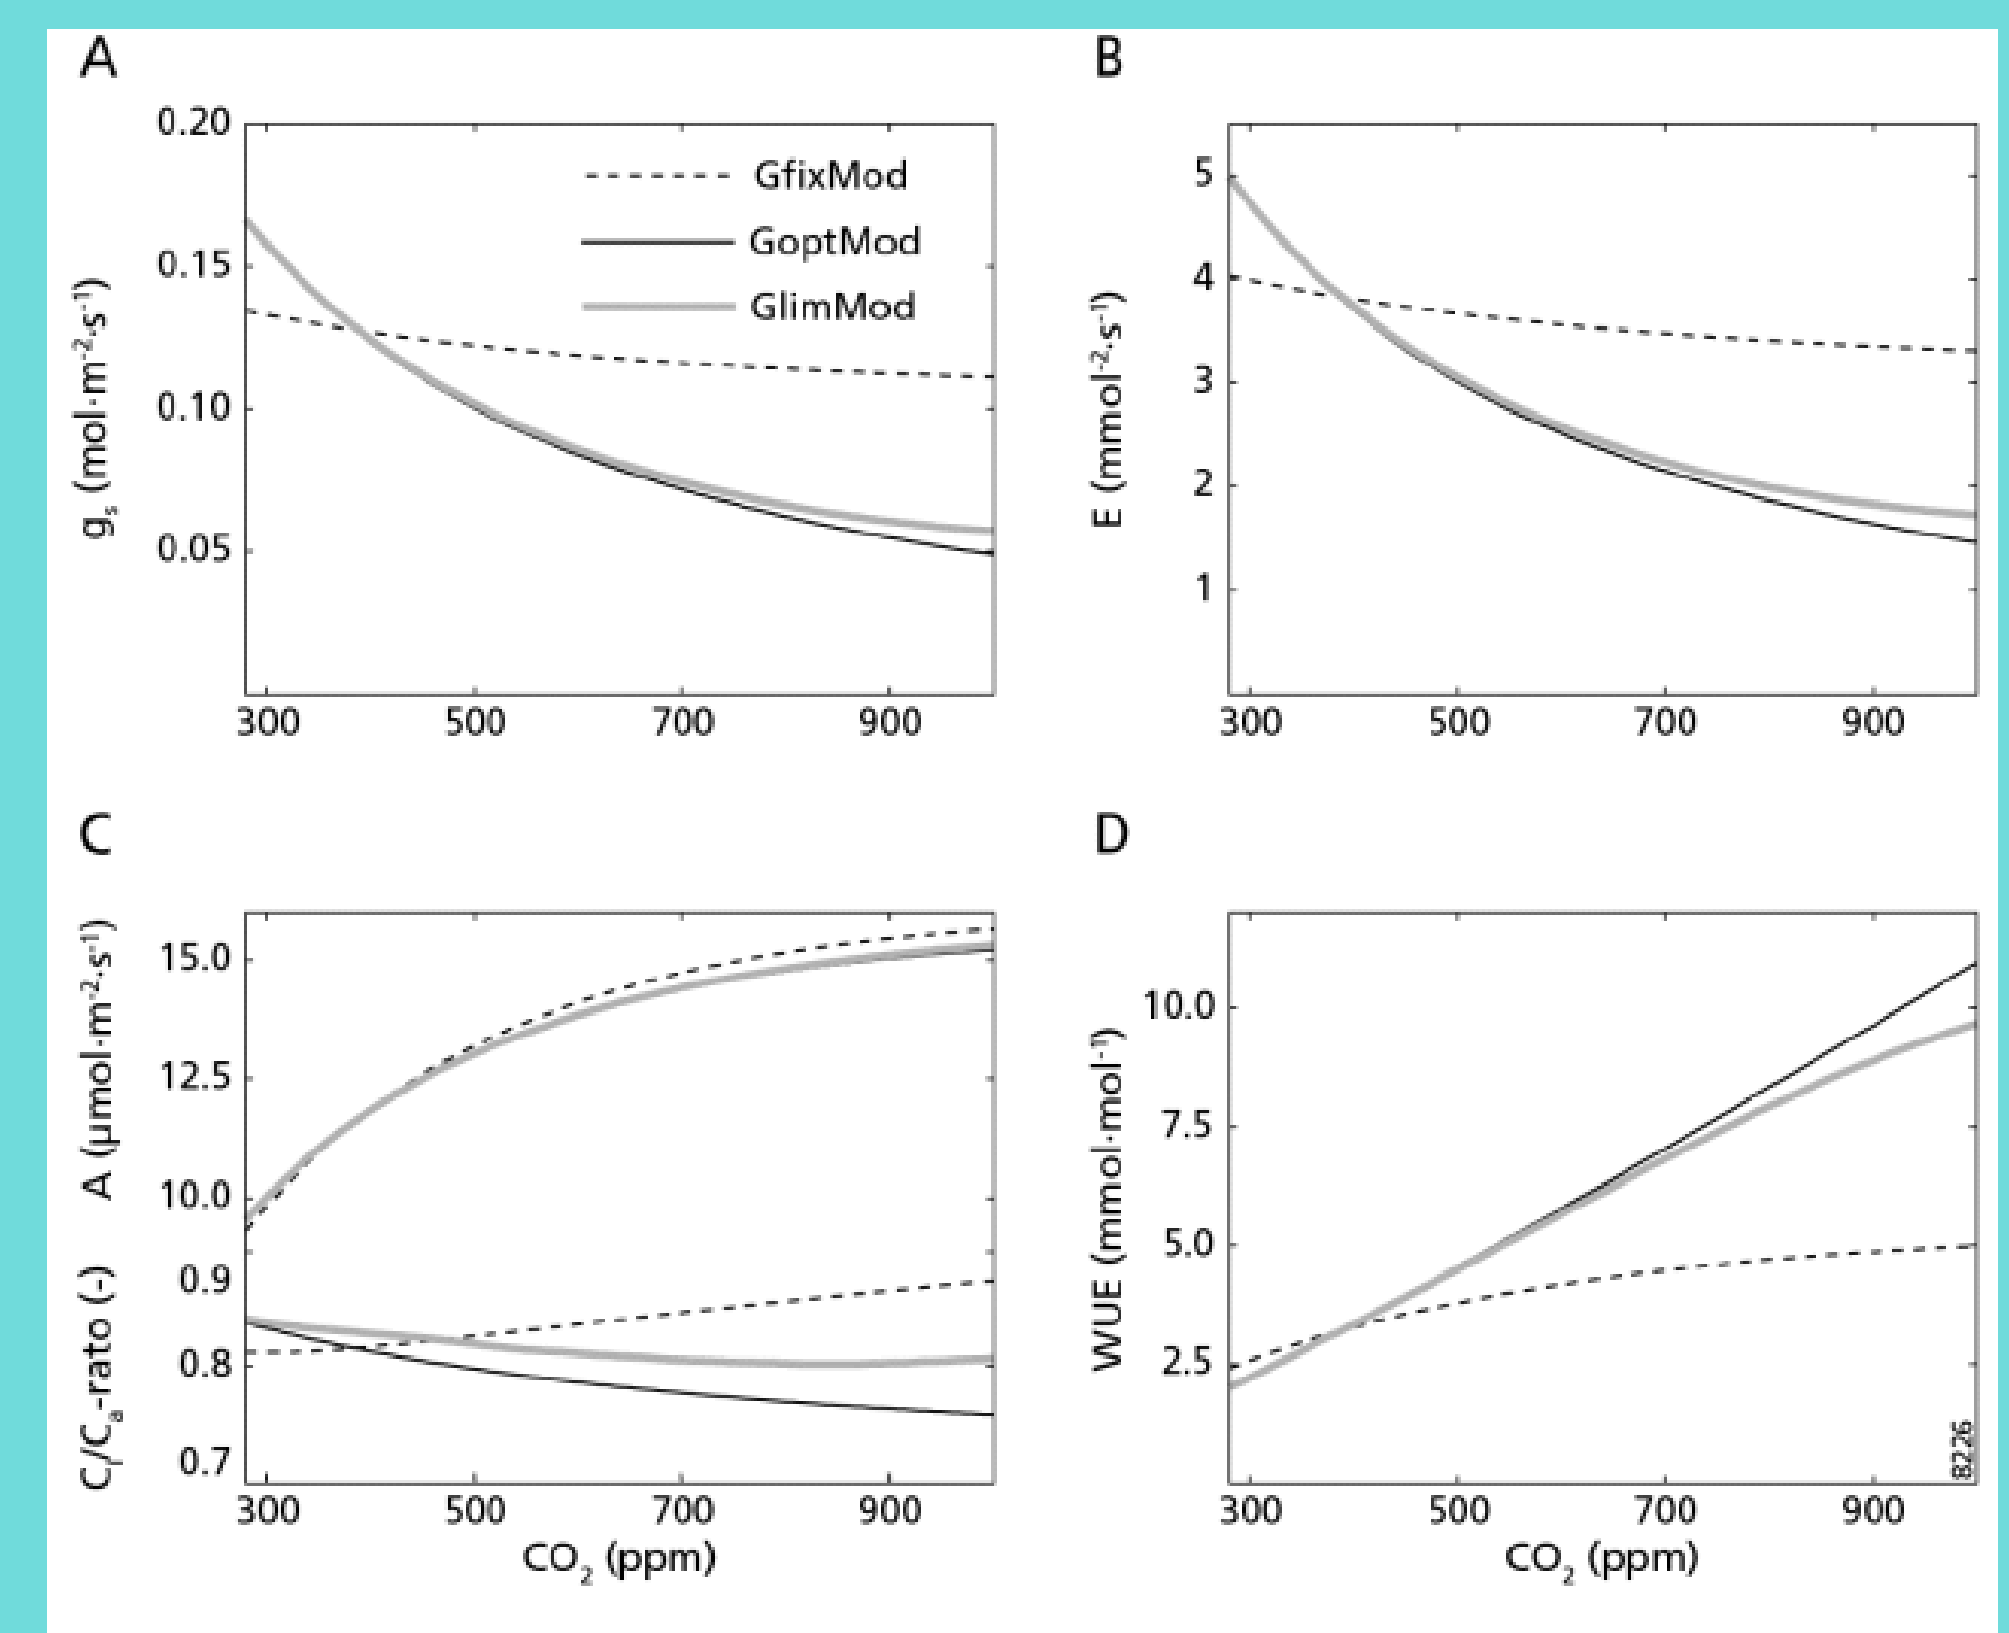 A
0.20
0.15
0.10
0.05
gs (mol·m-2·s-1)
GfixMod
GoptMod
GlimMod
300 500 700 900
B
5
4
3
2
1
E (mmol-2·s-1)
300 500 700 900
C
15.0
12.5
10.0
A (µmol·m-2·s-1)
0.9
0.8
0.7
Ci/Ca-rato (-)
300 500 700 900
CO2 (ppm)
D
10.0
7.5
5.0
2.5
WUE (mmol·mol-1)
8226
300 500 700 900
CO2 (ppm)